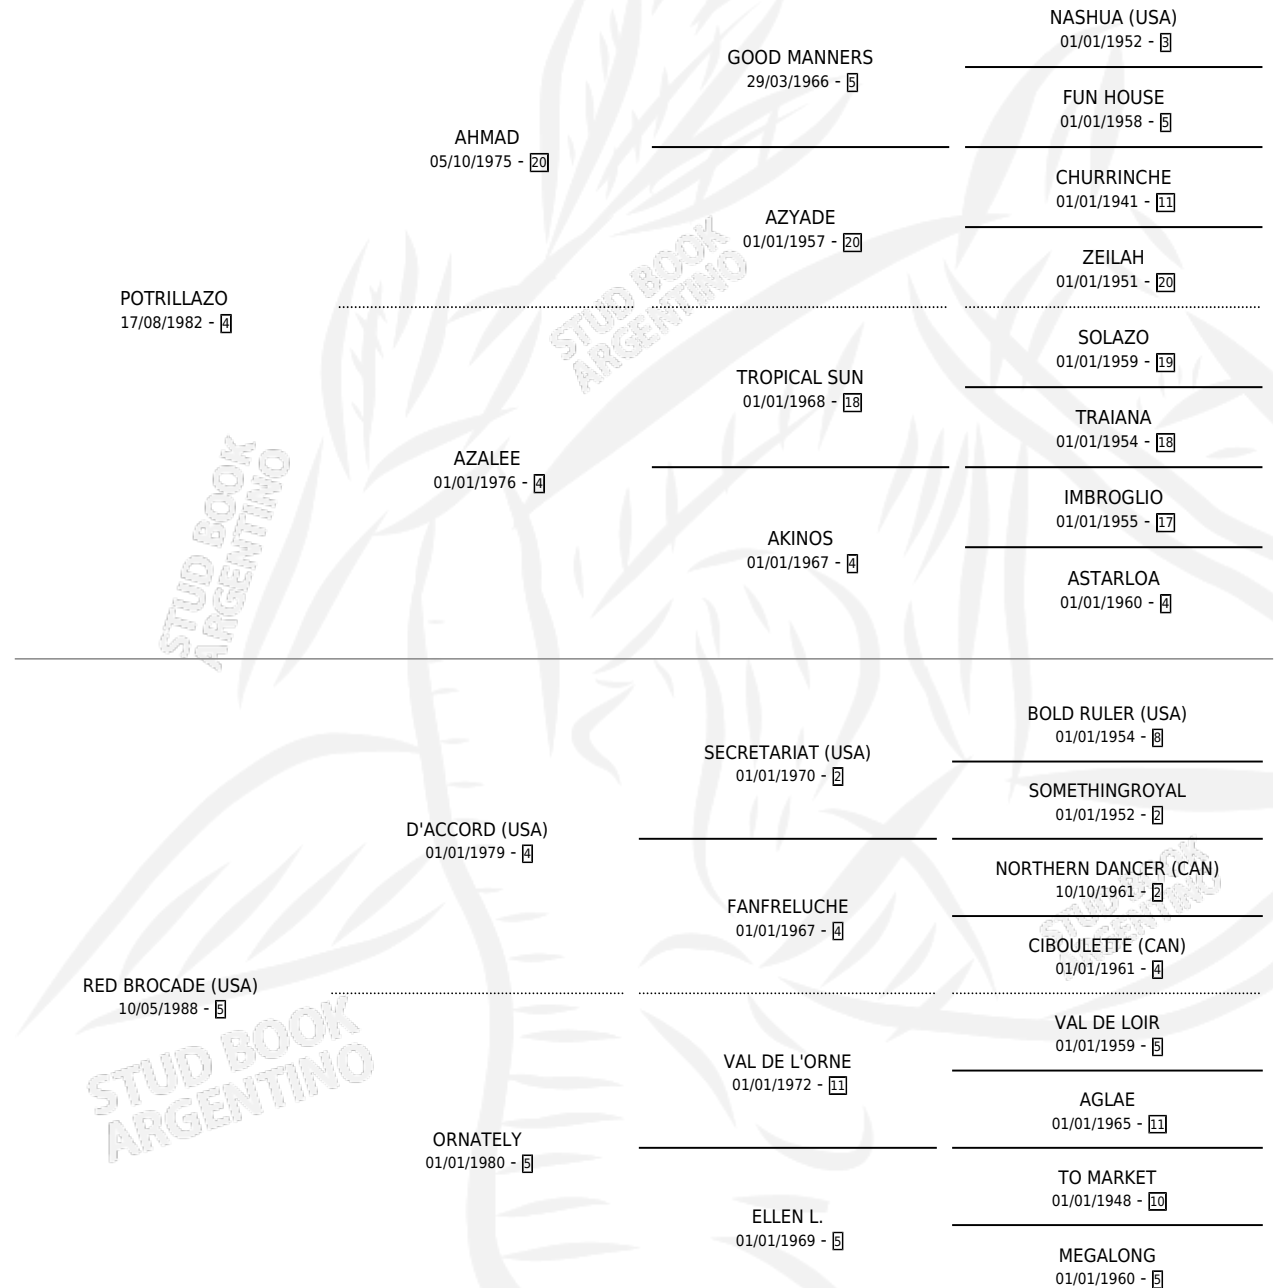 NASHUA (USA)
01/01/1952 - 3
GOOD MANNERS
29/03/1966 - 5
FUN HOUSE
01/01/1958 - 5
AHMAD
05/10/1975 - 20
CHURRINCHE
01/01/1941 - 11
AZYADE
01/01/1957 - 20
ZEILAH
01/01/1951 - 20
POTRILLAZO
17/08/1982 - 4
STUD BOOK
ARGENTINO
SOLAZO
01/01/1959 - 19
TROPICAL SUN
01/01/1968 - 18
TRAIANA
01/01/1954 - 18
AZALEE
01/01/1976 - 4
IMBROGLIO
01/01/1955 - 17
AKINOS
01/01/1967 - 4
ASTARLOA
01/01/1960 - 4
STUD BOOK
ARGENTINO
BOLD RULER (USA)
01/01/1954 - 8
SECRETARIAT (USA)
01/01/1970 - 2
SOMETHINGROYAL
01/01/1952 - 2
D'ACCORD (USA)
01/01/1979 - 4
NORTHERN DANCER (CAN)
10/10/1961 - 2
STUD BOOK
ARGENTINO
FANFRELUCHE
01/01/1967 - 4
CIBOULETTE (CAN)
01/01/1961 - 4
RED BROCADE (USA)
10/05/1988 - 5
STUD BOOK
ARGENTINO
VAL DE LOIR
01/01/1959 - 5
VAL DE L'ORNE
01/01/1972 - 11
AGLAE
01/01/1965 - 11
ORNATELY
01/01/1980 - 5
TO MARKET
01/01/1948 - 10
ELLEN L.
01/01/1969 - 5
MEGALONG
01/01/1960 - 5